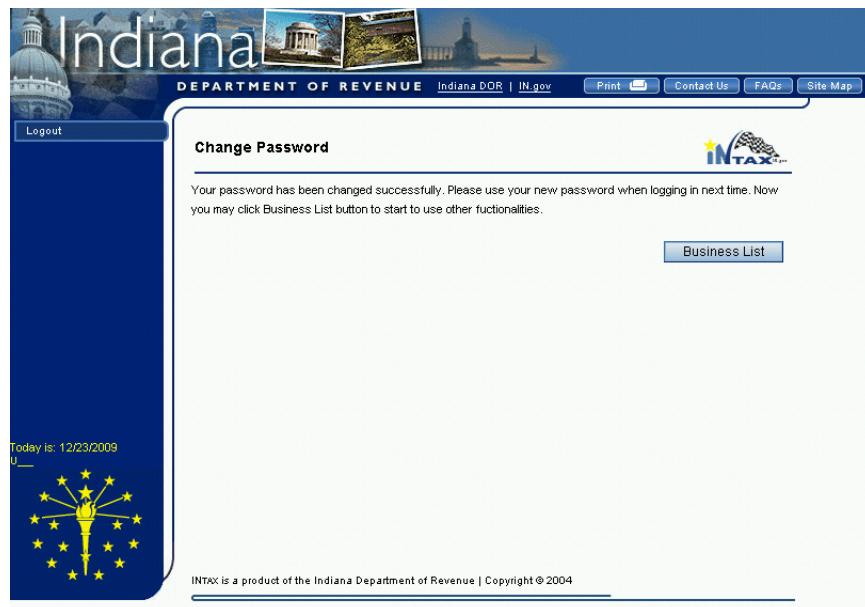 Indiana
DEPARTMENT OF REVENUE Indiana DOR | IN.gov Print Contact Us FAQs Site Map
Logout
Change Password
INTAX
Your password has been changed successfully. Please use your new password when logging in next time. Now
you may click Business List button to start to use other fuctionalities.
Business List
Today is: 12/23/2009
U__
INTAX is a product of the Indiana Department of Revenue | Copyright © 2004